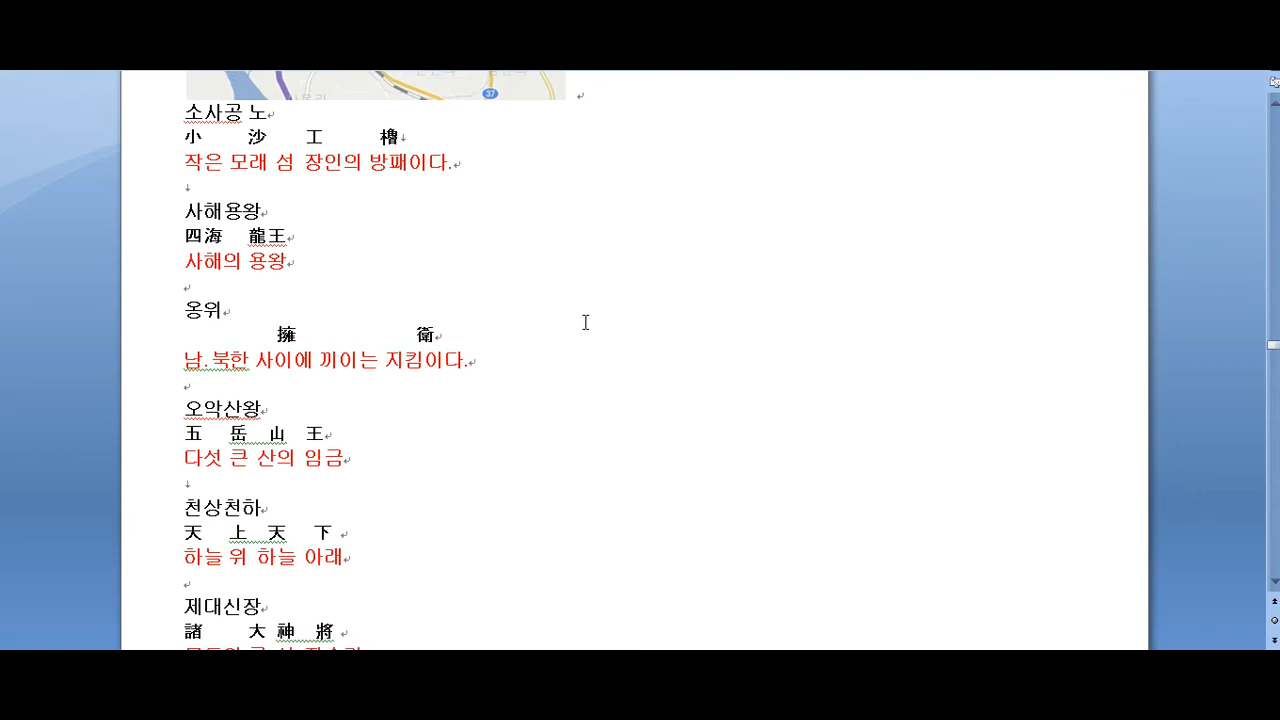 37
소사공 노
小 沙 工 櫓
작은 모래 섬 장인의 방패이다.
사해용왕
四海 龍王
사해의 용왕
옹위
擁 衛
남.북한 사이에 끼이는 지킴이다.
오악산왕
五 岳 山 王
다섯 큰 산의 임금
천상천하
天 上 天 下
하늘 위 하늘 아래
제대신장
諸 大 神 將